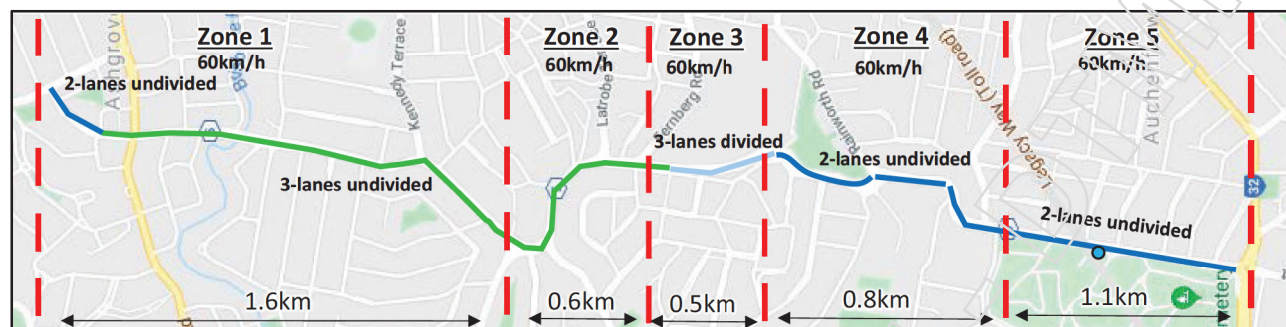 Zone 1
60km/h
Zone 2
60km/h
Zone 3
60km/h
Zone 4
60km/h
Zone 5
60km/h
2-lanes undivided
3-lanes undivided
3-lanes divided
2-lanes undivided
2-lanes undivided
Kennedy Terrace
Latrobe
Rainworth Rd
Legacy Way (Toll road)
32
1.6km
0.6km
0.5km
0.8km
1.1km